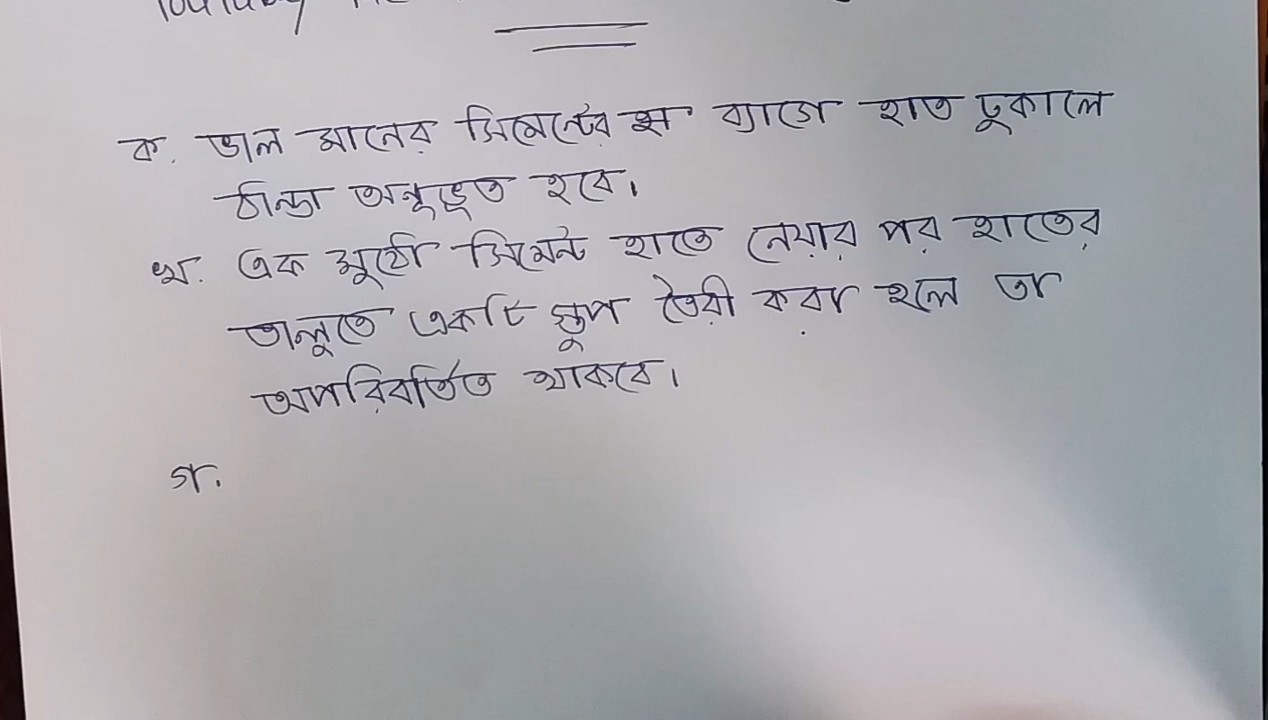 ক. ভাল মানের সিমেন্টের ব্যাগে হাত ঢুকালে
ঠান্ডা অনুভূত হবে।
খ. এক মুঠো সিমেন্ট হাতে নেয়ার পর হাতের
তালুতে একটি স্তুপ তৈরী করা হলে তা
অপরিবর্তিত থাকবে।
গ.